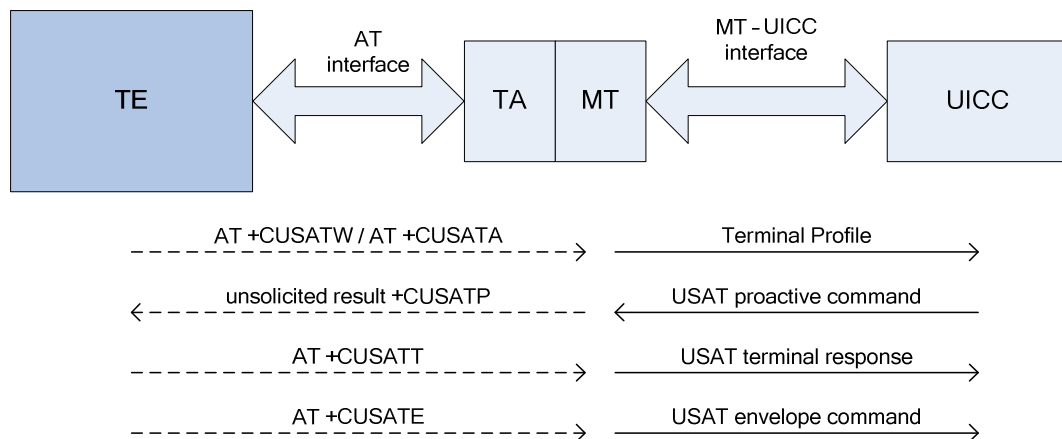 AT
interface
MT - UICC
interface
TE
TA
MT
UICC
AT +CUSATW / AT +CUSATA
Terminal Profile
unsolicited result +CUSATP
USAT proactive command
AT +CUSATT
USAT terminal response
AT +CUSATE
USAT envelope command